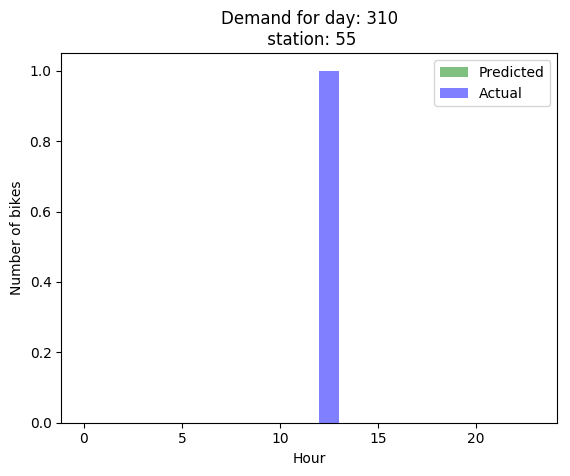 Demand for day: 310
station: 55
Predicted
Actual
Number of bikes
1.0
0.8
0.6
0.4
0.2
0.0
0 5 10 15 20
Hour